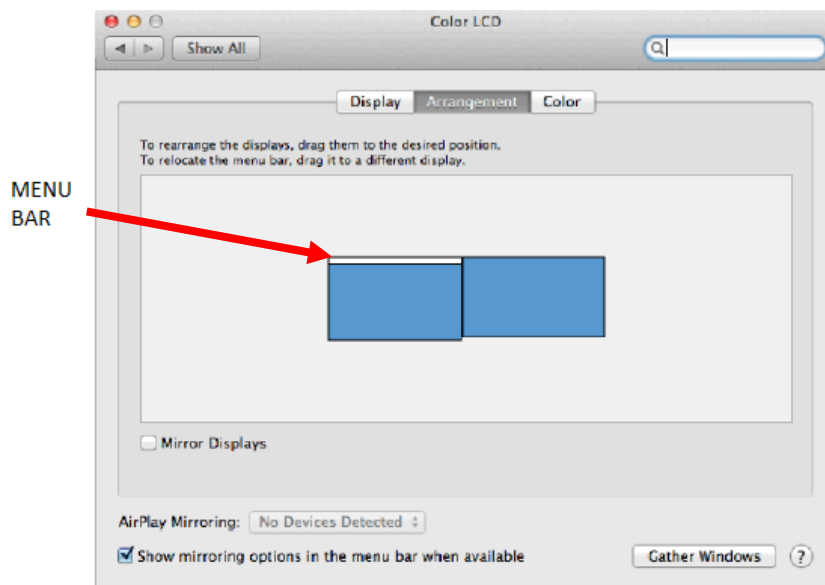 Color LCD
Show All
Display Arrangement Color
To rearrange the displays, drag them to the desired position.
To relocate the menu bar, drag it to a different display.
MENU
BAR
Mirror Displays
AirPlay Mirroring: No Devices Detected
Show mirroring options in the menu bar when available
Gather Windows ?